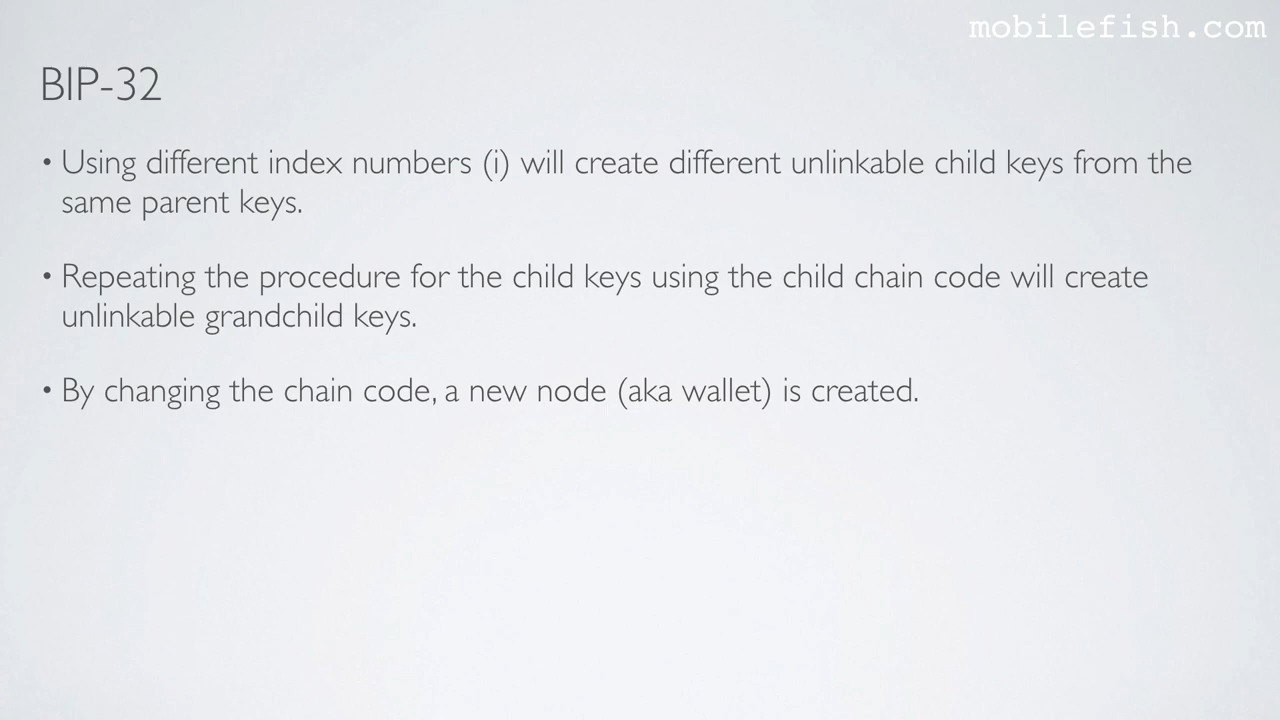 mobilefish.com
BIP-32
• Using different index numbers (i) will create different unlinkable child keys from the
same parent keys.
• Repeating the procedure for the child keys using the child chain code will create
unlinkable grandchild keys.
• By changing the chain code, a new node (aka wallet) is created.